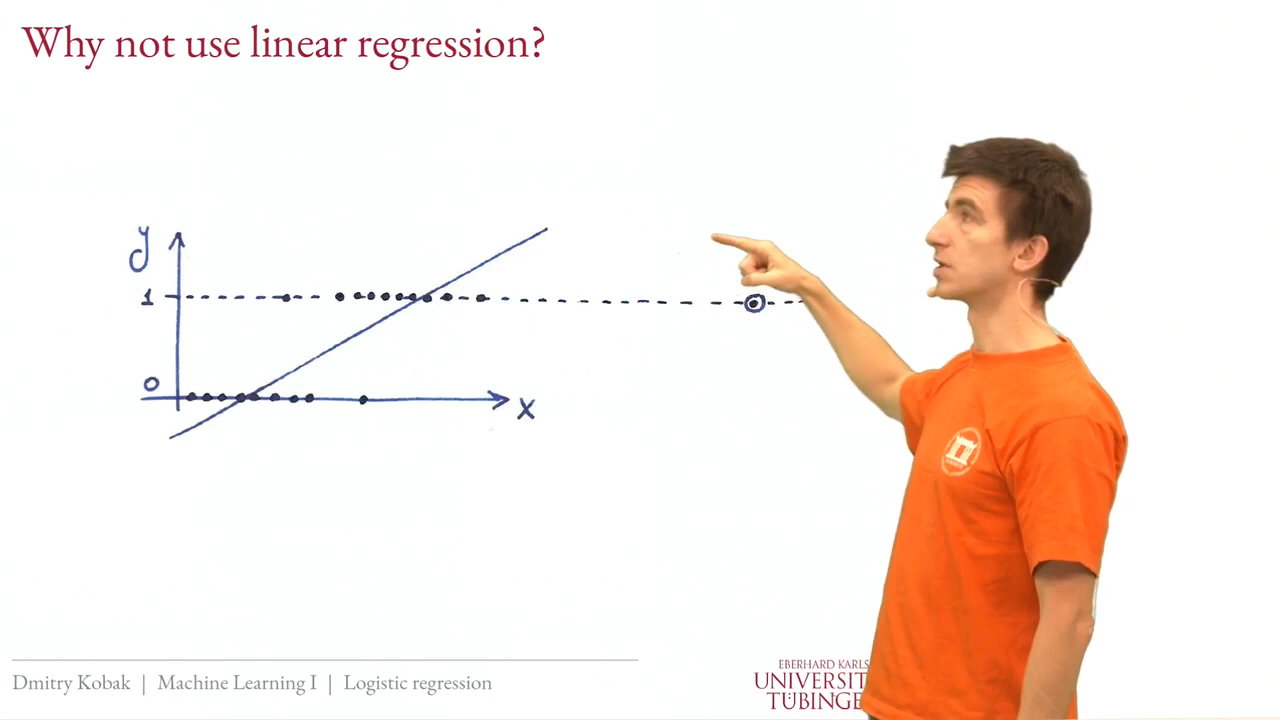 Why not use linear regression?
y
1
0
x
Dmitry Kobak | Machine Learning I | Logistic regression
EBERHARD KARLS
UNIVERSIT
TÜBINGE